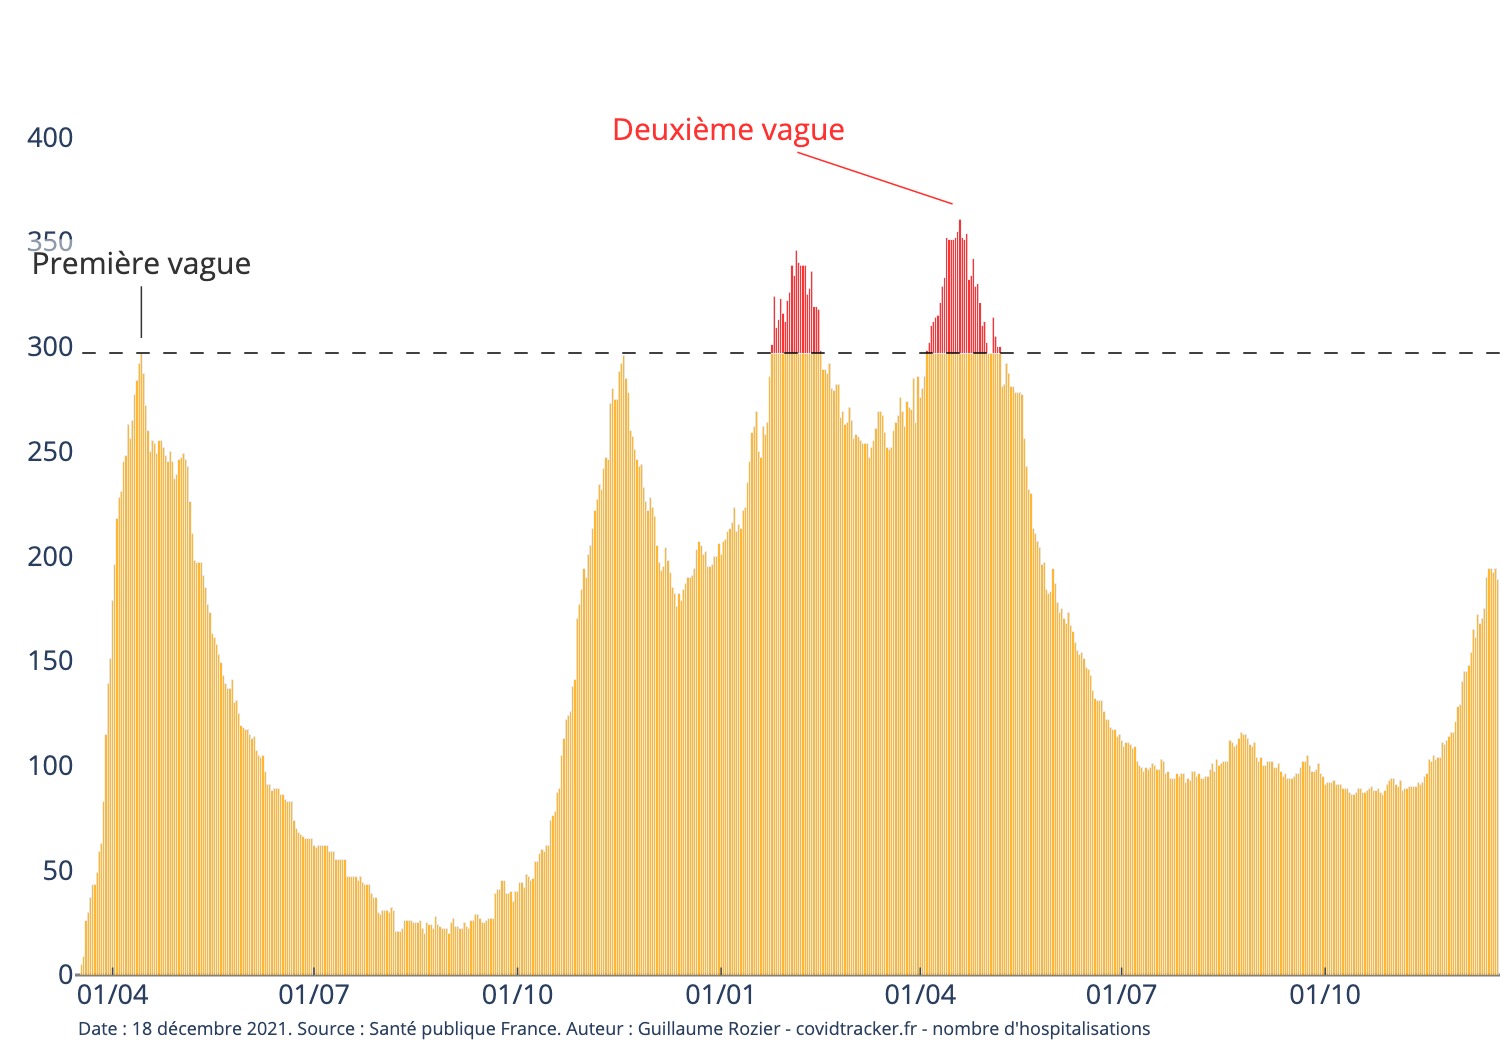 Deuxième vague
400
350
Première vague
300
250
200
150
100
50
0
01/04 01/07 01/10 01/01 01/04 01/07 01/10
Date : 18 décembre 2021. Source : Santé publique France. Auteur : Guillaume Rozier - covidtracker.fr - nombre d'hospitalisations